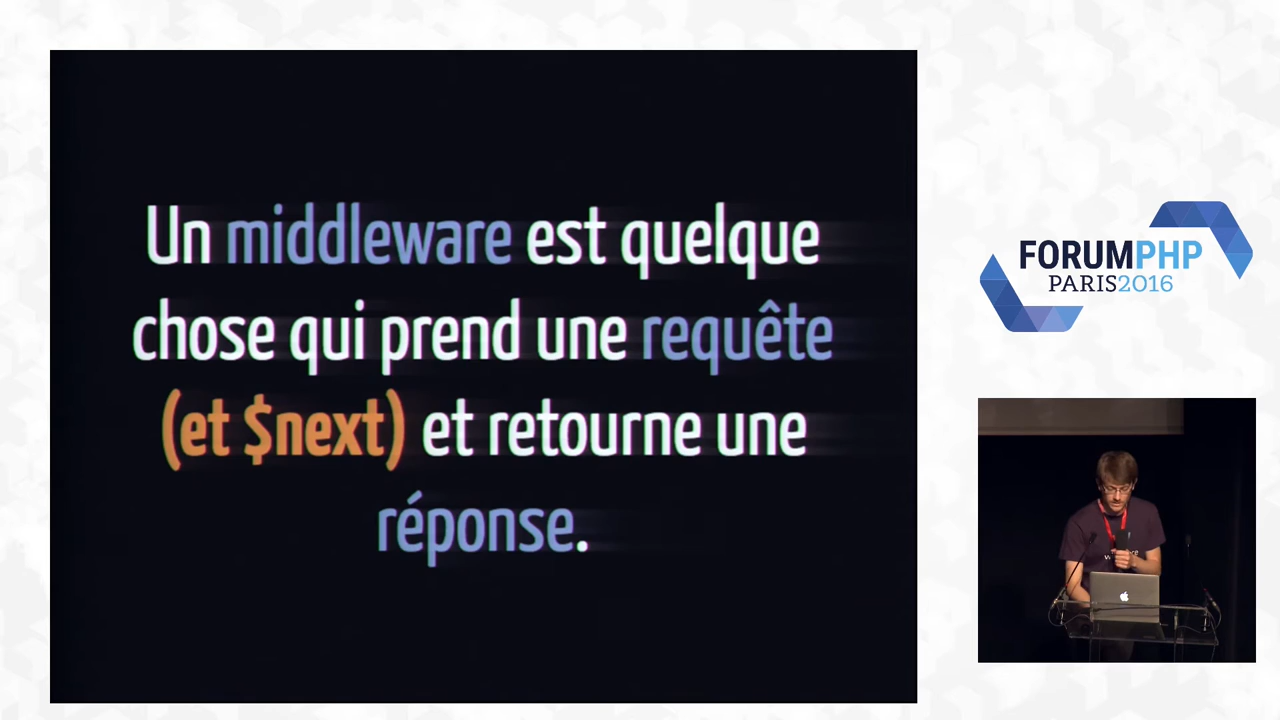 Un middleware est quelque
chose qui prend une requête
(et $next) et retourne une
réponse.
FORUMPHP
PARIS2016